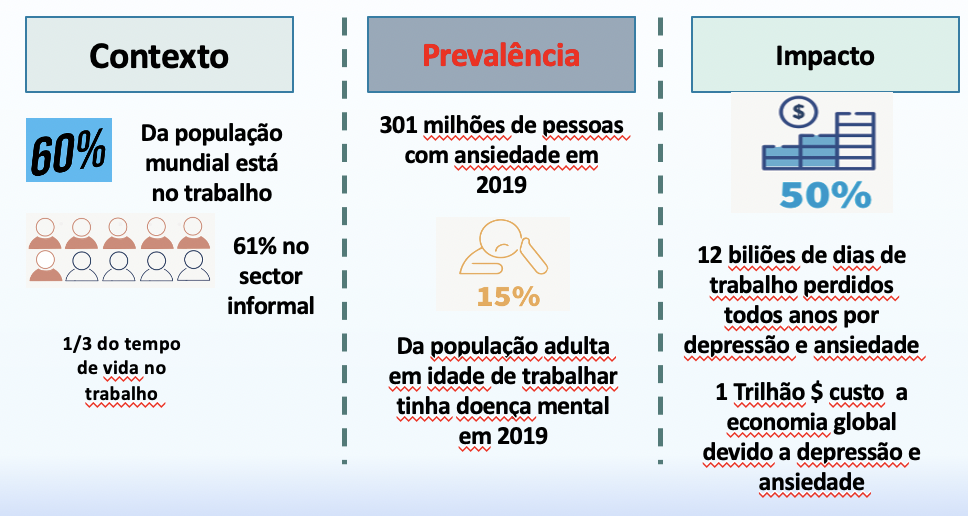 Contexto
60%
Da população
mundial está
no trabalho
61% no
sector
informal
1/3 do tempo
de vida no
trabalho
Prevalência
301 milhões de pessoas
com ansiedade em
2019
15%
Da população adulta
em idade de trabalhar
tinha doença mental
em 2019
Impacto
$
50%
12 biliões de dias de
trabalho perdidos
todos anos por
depressão e ansiedade
1 Trilhão $ custo a
economia global
devido a depressão e
ansiedade